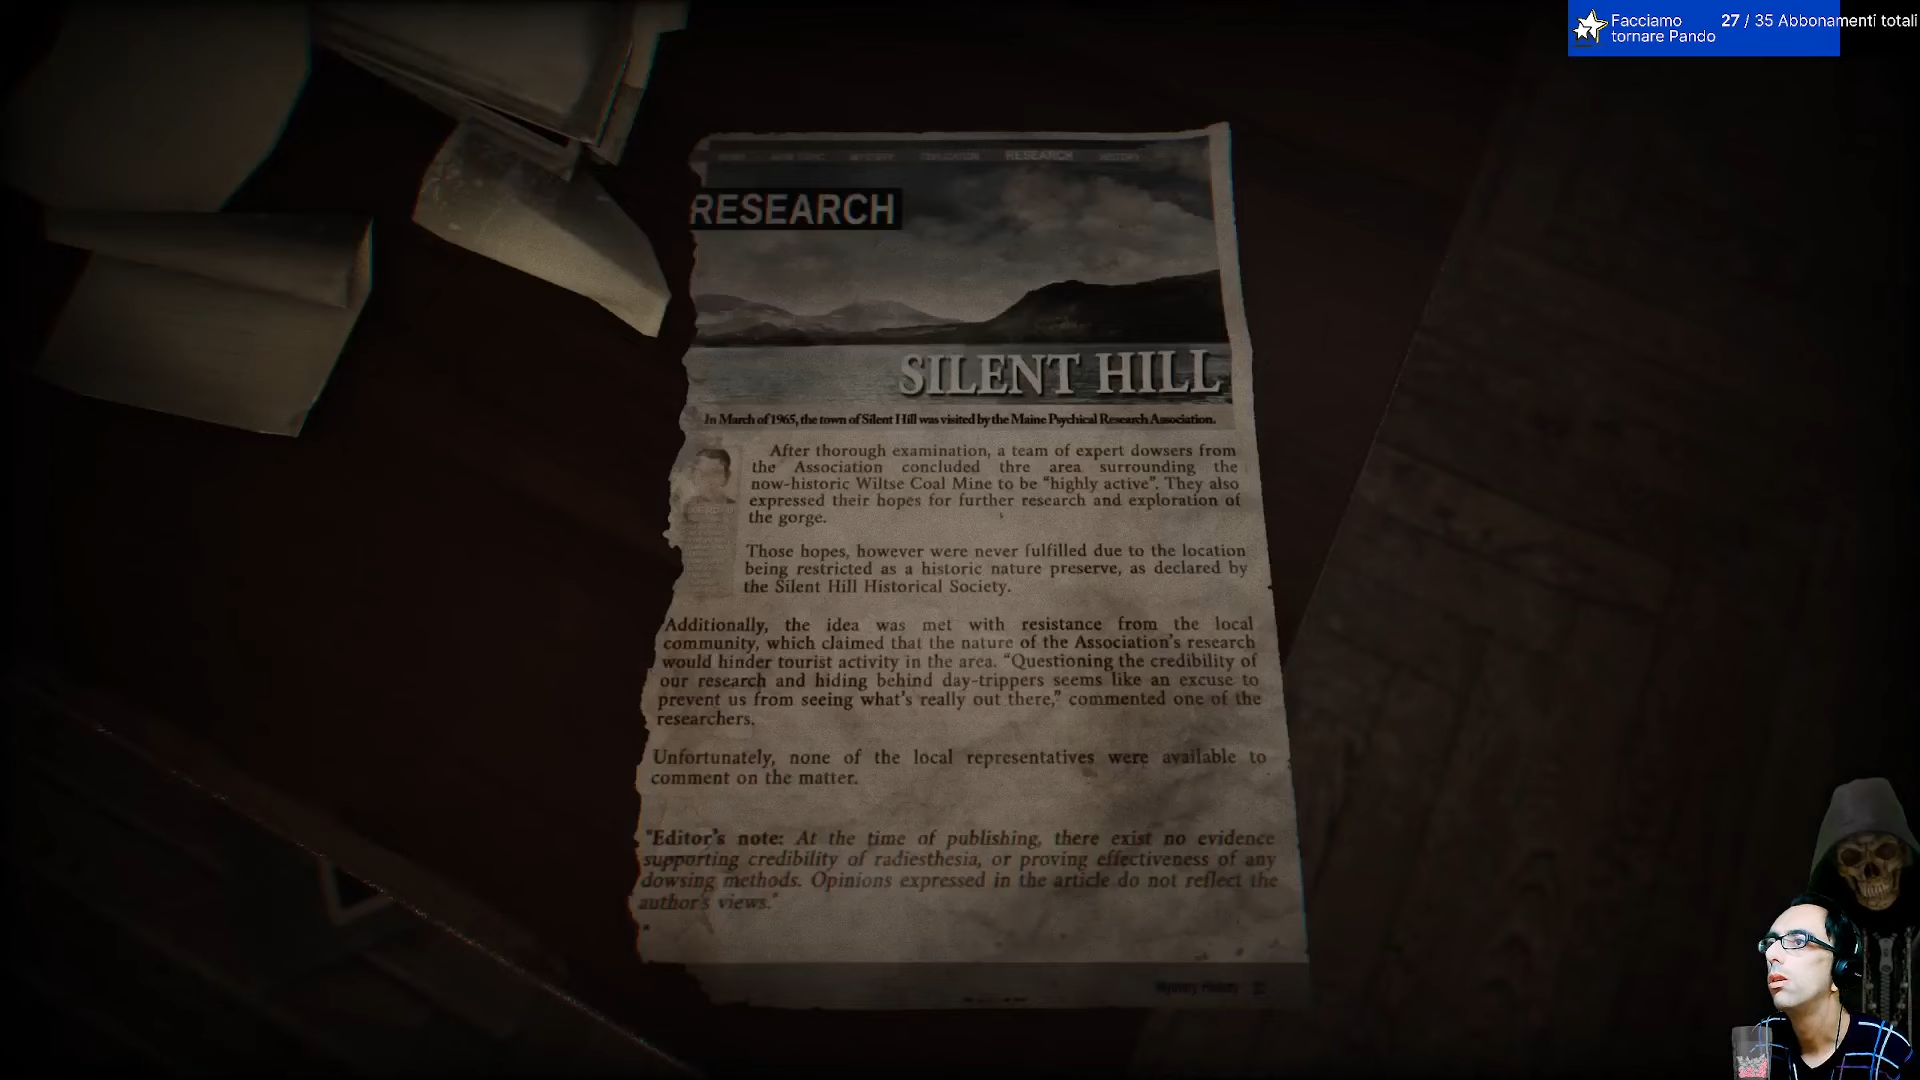 Facciamo
tornare Pando
27 / 35 Abbonamenti totali
RESEARCH
HISTORY
RESEARCH
SILENT HILL
In March of 1965, the town of Silent Hill was visited by the Maine Psychical Research Association.
After thorough examination, a team of expert dowsers from
the Association concluded thre area surrounding the
now-historic Wiltse Coal Mine to be “highly active”. They also
expressed their hopes for further research and exploration of
the gorge.
Those hopes, however were never fulfilled due to the location
being restricted as a historic nature preserve, as declared by
the Silent Hill Historical Society.
Additionally, the idea was met with resistance from the local
community, which claimed that the nature of the Association's research
would hinder tourist activity in the area. “Questioning the credibility of
our research and hiding behind day-trippers seems like an excuse to
prevent us from seeing what's really out there,” commented one of the
researchers.
Unfortunately, none of the local representatives were available to
comment on the matter.
"Editor's note: At the time of publishing, there exist no evidence
supporting credibility of radiesthesia, or proving effectiveness of any
dowsing methods. Opinions expressed in the article do not reflect the
author's views."